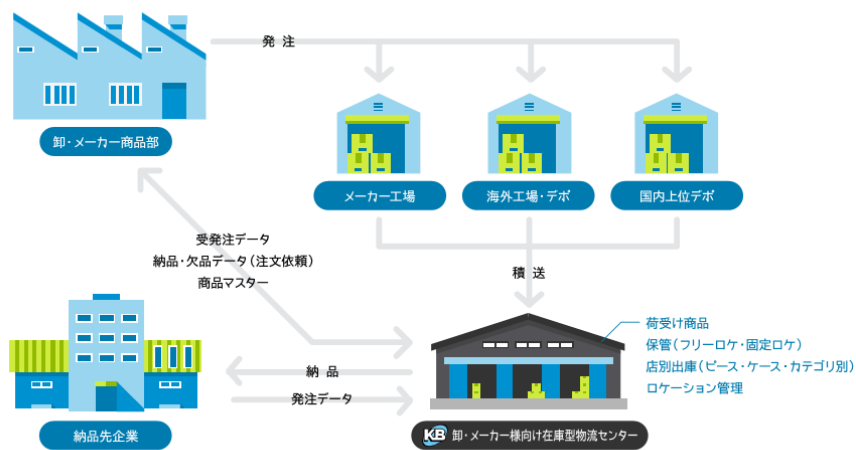 発注
卸・メーカー商品部
メーカー工場
海外工場・デポ
国内上位デポ
受発注データ
納品・欠品データ(注文依頼)
商品マスター
積送
荷受け商品
保管(フリーロケ・固定ロケ)
店別出庫(ピース・ケース・カテゴリ別)
ロケーション管理
納品
発注データ
納品先企業
KB 卸・メーカー様向け在庫型物流センター